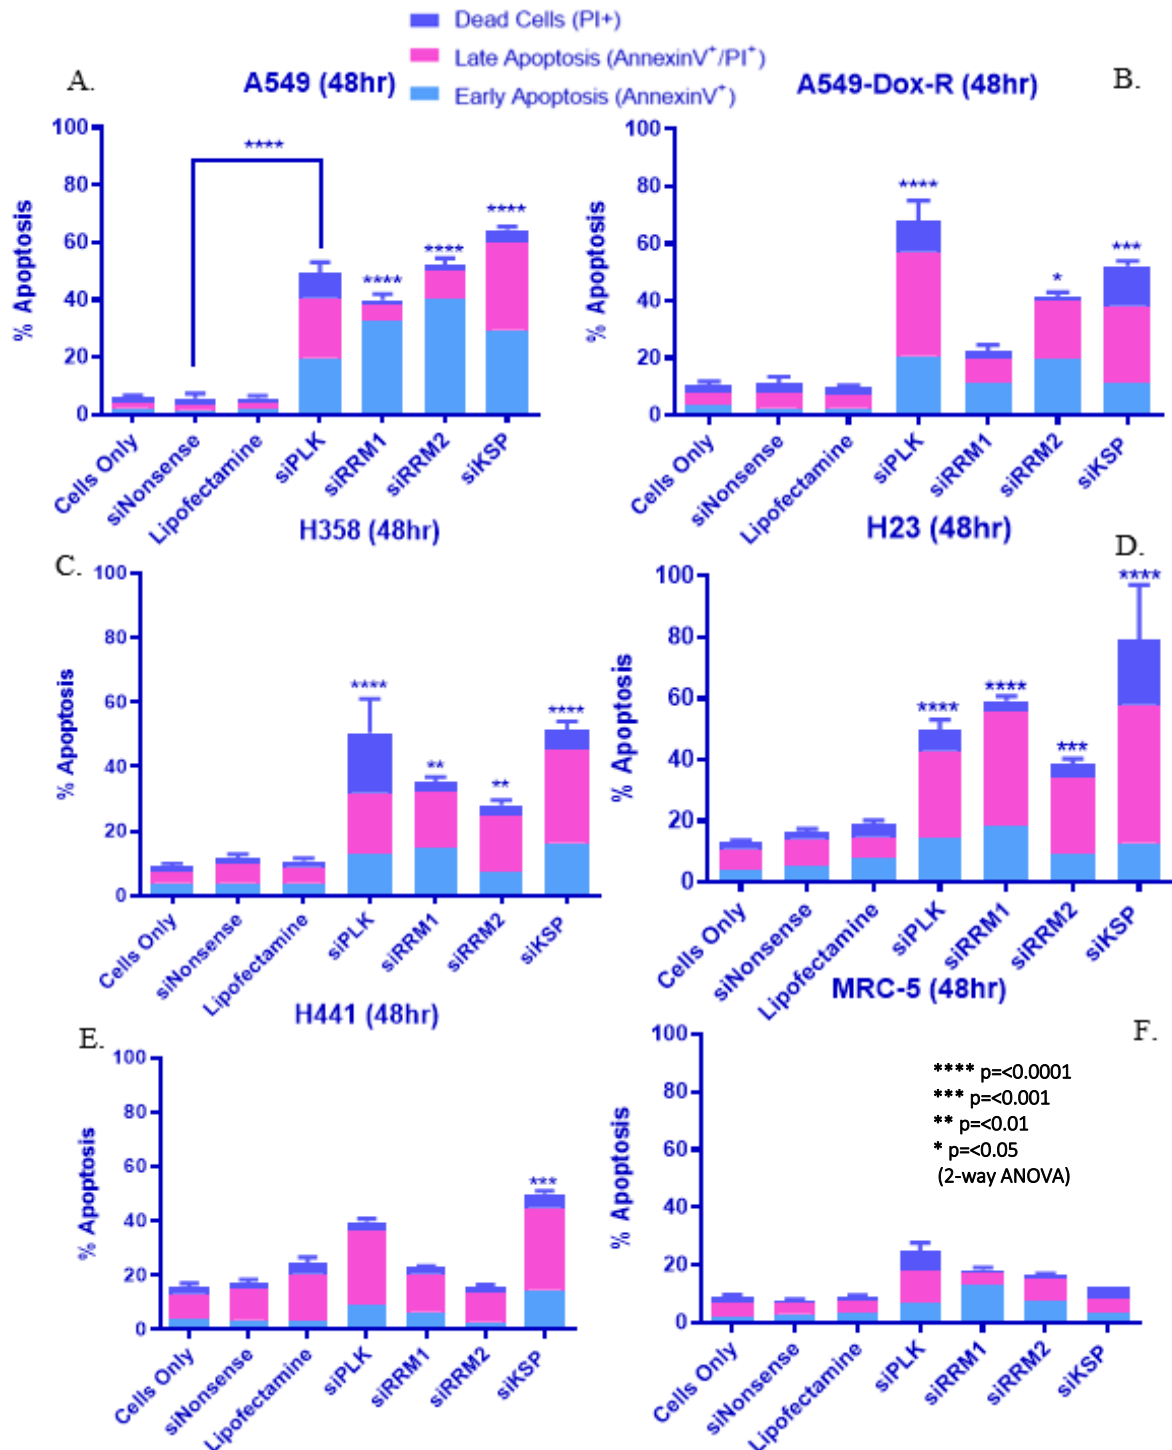 Dead Cells (PI+)
Late Apoptosis (AnnexinV⁺/PI⁺)
Early Apoptosis (AnnexinV⁺)
A.
A549 (48hr)
% Apoptosis
100
80
60
40
20
0
****
****
****
****
Cells Only
siNonsense
Lipofectamine
siPLK
siRRM1
siRRM2
siKSP
A549-Dox-R (48hr)
B.
% Apoptosis
100
80
60
40
20
0
****
*
***
Cells Only
siNonsense
Lipofectamine
siPLK
siRRM1
siRRM2
siKSP
C.
H358 (48hr)
% Apoptosis
100
80
60
40
20
0
****
**
**
****
Cells Only
siNonsense
Lipofectamine
siPLK
siRRM1
siRRM2
siKSP
H23 (48hr)
D.
% Apoptosis
100
80
60
40
20
0
****
****
***
****
Cells Only
siNonsense
Lipofectamine
siPLK
siRRM1
siRRM2
siKSP
E.
H441 (48hr)
% Apoptosis
100
80
60
40
20
0
***
Cells Only
siNonsense
Lipofectamine
siPLK
siRRM1
siRRM2
siKSP
MRC-5 (48hr)
F.
% Apoptosis
100
80
60
40
20
0
**** p=<0.0001
*** p=<0.001
** p=<0.01
* p=<0.05
(2-way ANOVA)
Cells Only
siNonsense
Lipofectamine
siPLK
siRRM1
siRRM2
siKSP